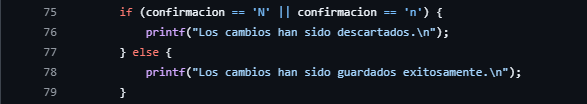 75 if (confirmacion == 'N' || confirmacion == 'n') {
76 printf("Los cambios han sido descartados.\n");
77 } else {
78 printf("Los cambios han sido guardados exitosamente.\n");
79 }